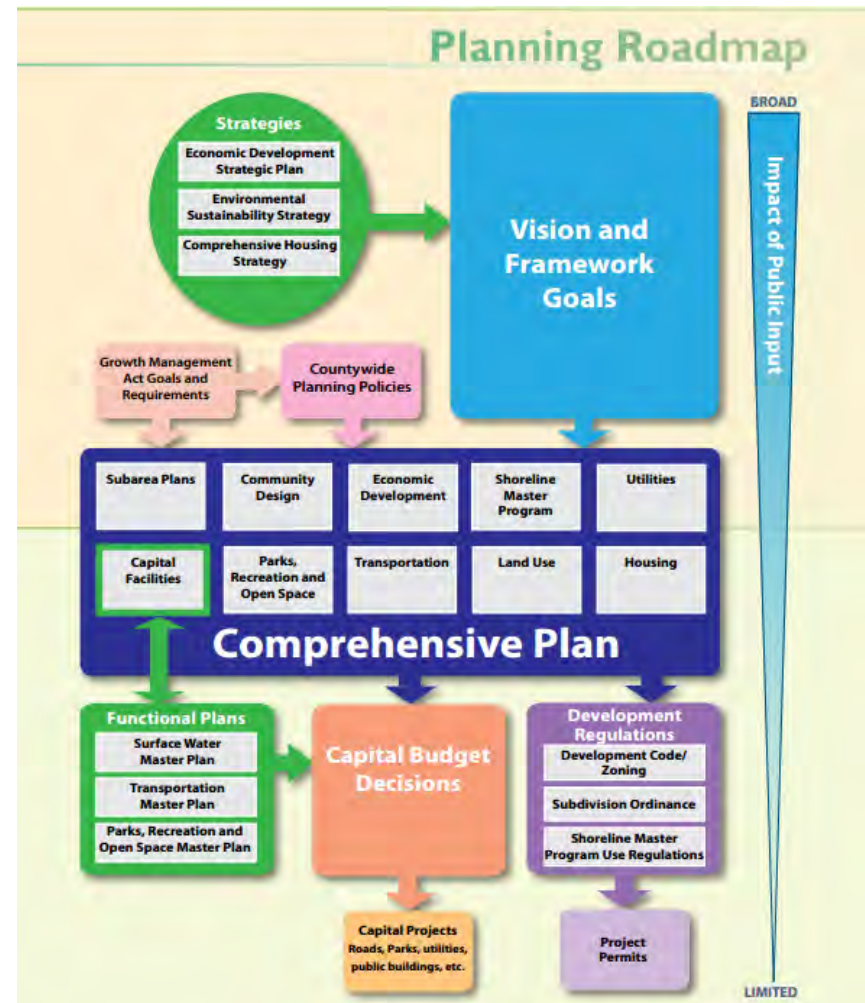 Planning Roadmap
Strategies
Economic Development
Strategic Plan
Environmental
Sustainability Strategy
Comprehensive Housing
Strategy
Vision and
Framework
Goals
BROAD
Impact of Public Input
Growth Management
Act Goals and
Requirements
Countywide
Planning Policies
Subarea Plans
Community
Design
Economic
Development
Shoreline
Master
Program
Utilities
Capital
Facilities
Parks,
Recreation and
Open Space
Transportation
Land Use
Housing
Comprehensive Plan
Functional Plans
Surface Water
Master Plan
Transportation
Master Plan
Parks, Recreation and
Open Space Master Plan
Capital Budget
Decisions
Development
Regulations
Development Code/
Zoning
Subdivision Ordinance
Shoreline Master
Program Use Regulations
Capital Projects
Roads, Parks, utilities,
public buildings, etc.
Project
Permits
LIMITED